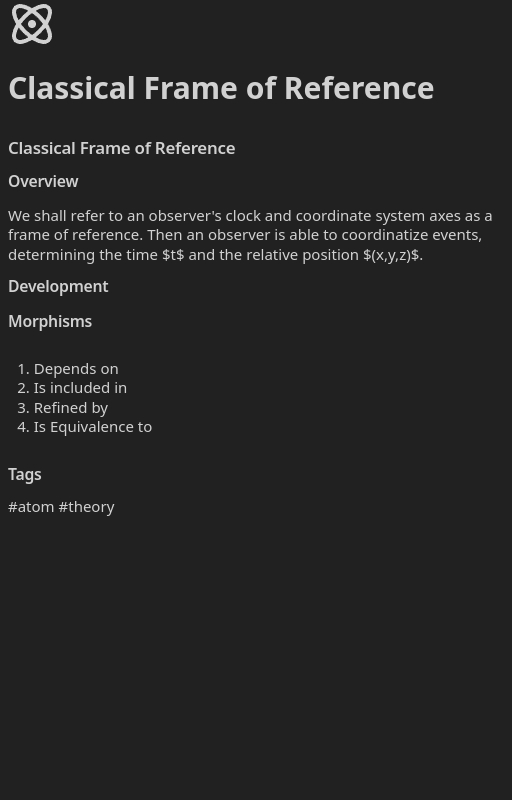 Classical Frame of Reference
Classical Frame of Reference
Overview
We shall refer to an observer's clock and coordinate system axes as a
frame of reference. Then an observer is able to coordinatize events,
determining the time $t$ and the relative position $(x,y,z)$.
Development
Morphisms
1. Depends on
2. Is included in
3. Refined by
4. Is Equivalence to
Tags
#atom #theory